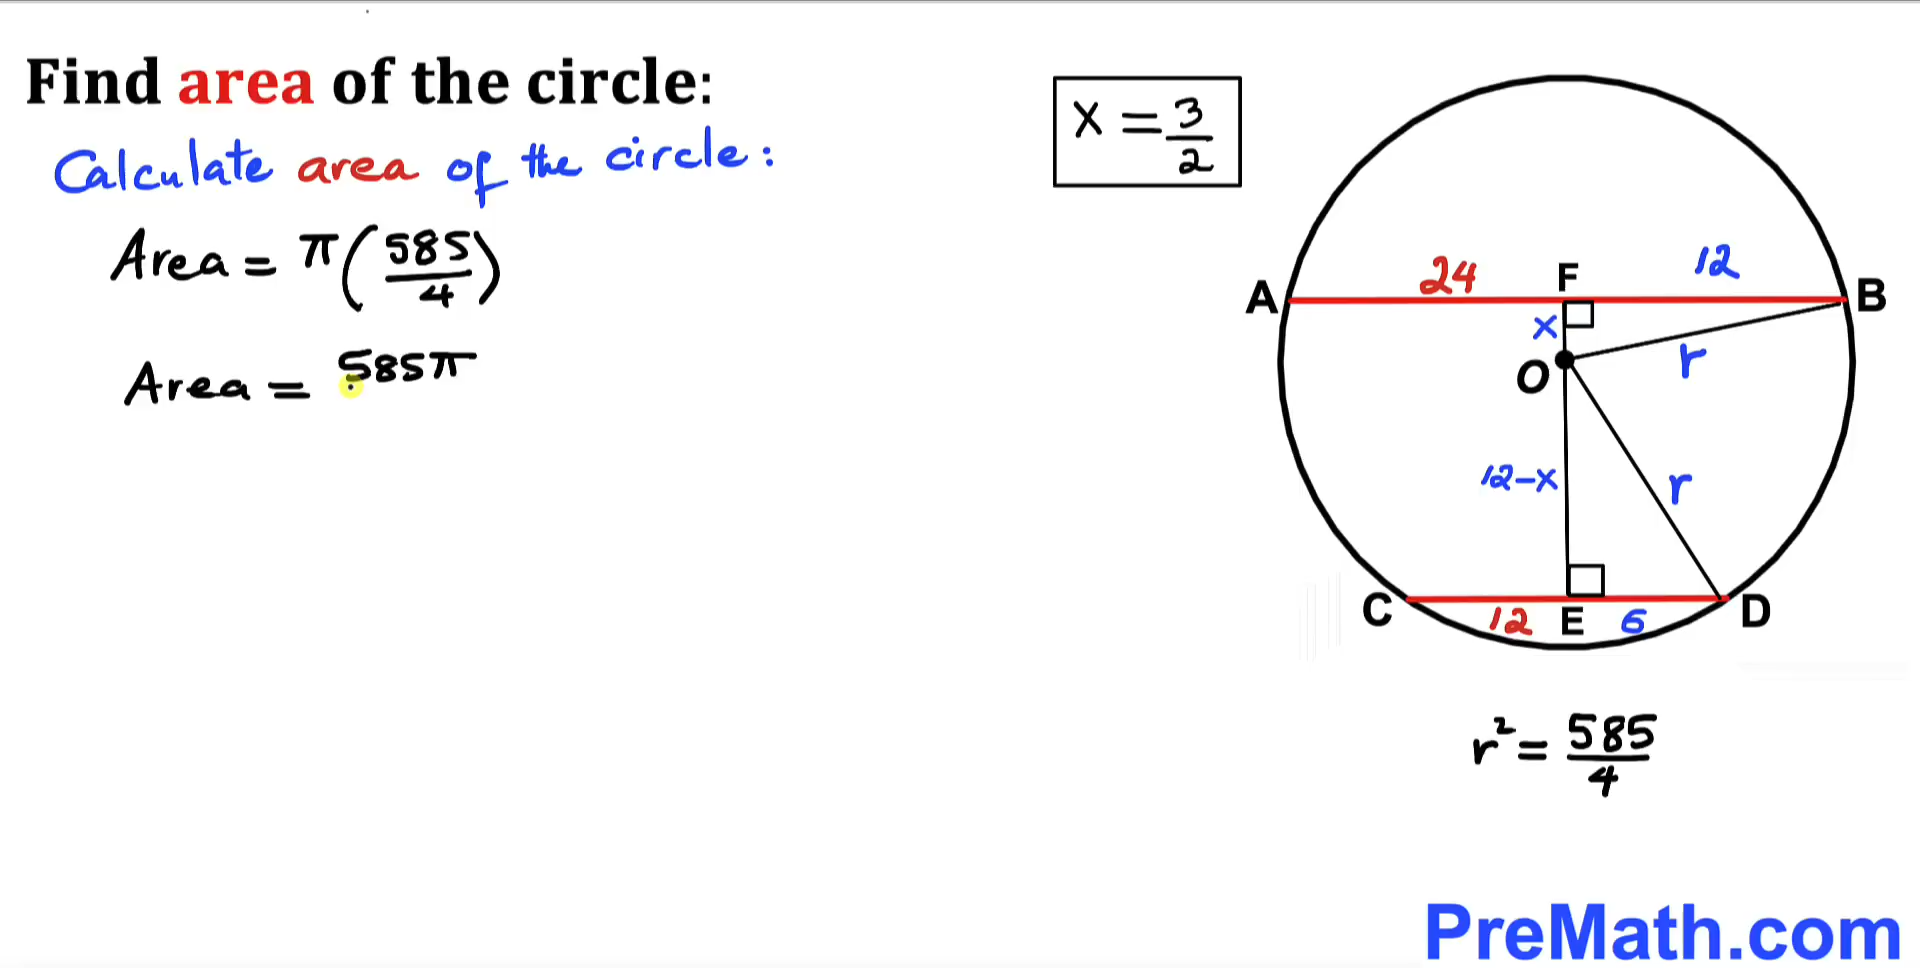 Find area of the circle:
Calculate area of the circle:
Area = π(585/4)
Area = 585π
x = 3/2
24 F 12
A B
x
O r
12-x r
C 12 E 6 D
r² = 585/4
PreMath.com